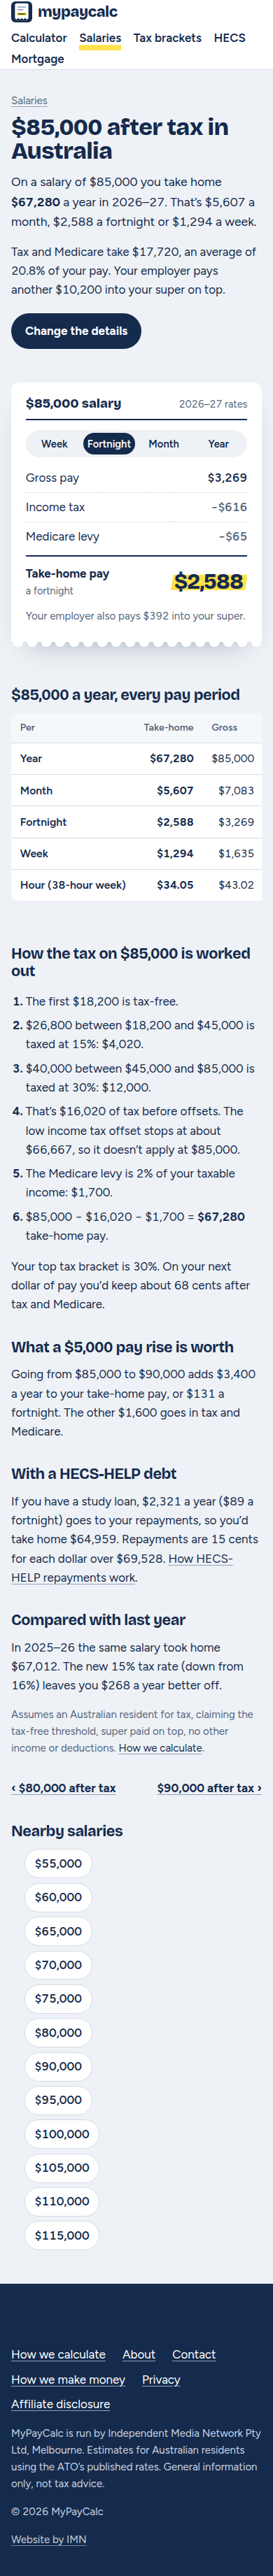 mypaycalc
Calculator Salaries Tax brackets HECS
Mortgage
Salaries
$85,000 after tax in
Australia
On a salary of $85,000 you take home
$67,280 a year in 2026–27. That’s $5,607 a
month, $2,588 a fortnight or $1,294 a week.
Tax and Medicare take $17,720, an average of
20.8% of your pay. Your employer pays
another $10,200 into your super on top.
Change the details
$85,000 salary 2026–27 rates
Week Fortnight Month Year
Gross pay $3,269
Income tax −$616
Medicare levy −$65
Take-home pay
a fortnight
$2,588
Your employer also pays $392 into your super.
$85,000 a year, every pay period
Per Take-home Gross
Year $67,280 $85,000
Month $5,607 $7,083
Fortnight $2,588 $3,269
Week $1,294 $1,635
Hour (38-hour week) $34.05 $43.02
How the tax on $85,000 is worked
out
1. The first $18,200 is tax-free.
2. $26,800 between $18,200 and $45,000 is
taxed at 15%: $4,020.
3. $40,000 between $45,000 and $85,000 is
taxed at 30%: $12,000.
4. That’s $16,020 of tax before offsets. The
low income tax offset stops at about
$66,667, so it doesn’t apply at $85,000.
5. The Medicare levy is 2% of your taxable
income: $1,700.
6. $85,000 − $16,020 − $1,700 = $67,280
take-home pay.
Your top tax bracket is 30%. On your next
dollar of pay you’d keep about 68 cents after
tax and Medicare.
What a $5,000 pay rise is worth
Going from $85,000 to $90,000 adds $3,400
a year to your take-home pay, or $131 a
fortnight. The other $1,600 goes in tax and
Medicare.
With a HECS-HELP debt
If you have a study loan, $2,321 a year ($89 a
fortnight) goes to your repayments, so you’d
take home $64,959. Repayments are 15 cents
for each dollar over $69,528. How HECS-
HELP repayments work.
Compared with last year
In 2025–26 the same salary took home
$67,012. The new 15% tax rate (down from
16%) leaves you $268 a year better off.
Assumes an Australian resident for tax, claiming the
tax-free threshold, super paid on top, no other
income or deductions. How we calculate.
‹ $80,000 after tax $90,000 after tax ›
Nearby salaries
$55,000
$60,000
$65,000
$70,000
$75,000
$80,000
$90,000
$95,000
$100,000
$105,000
$110,000
$115,000
How we calculate About Contact
How we make money Privacy
Affiliate disclosure
MyPayCalc is run by Independent Media Network Pty
Ltd, Melbourne. Estimates for Australian residents
using the ATO’s published rates. General information
only, not tax advice.
© 2026 MyPayCalc
Website by IMN